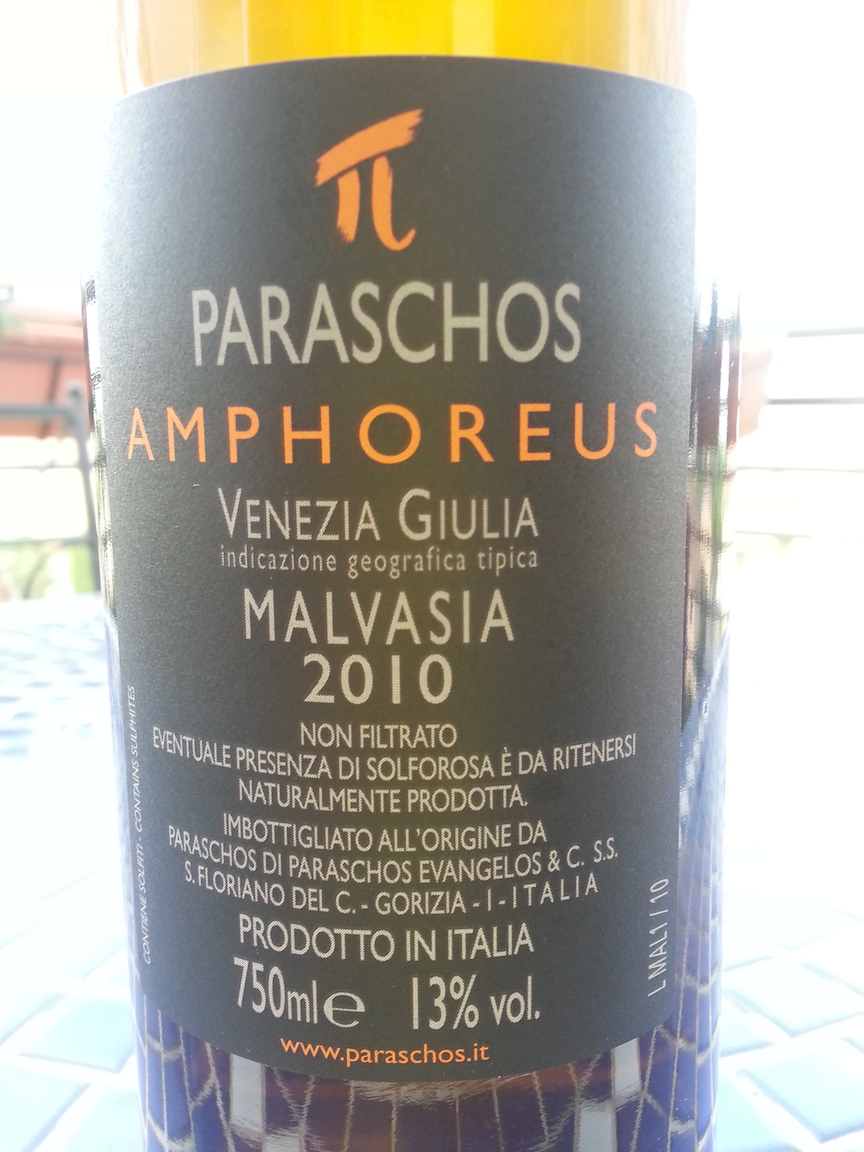 π
PARASCHOS
AMPHOREUS
VENEZIA GIULIA
indicazione geografica tipica
MALVASIA
2010
NON FILTRATO
EVENTUALE PRESENZA DI SOLFOROSA È DA RITENERSI
NATURALMENTE PRODOTTA.
IMBOTTIGLIATO ALL'ORIGINE DA
PARASCHOS DI PARASCHOS EVANGELOS & C. S.S.
S. FLORIANO DEL C. - GORIZIA - I - ITALIA
PRODOTTO IN ITALIA
750ml e 13% vol.
www.paraschos.it
CONTIENE SOLFITI - CONTAINS SULPHITES
L MAL1 / 10